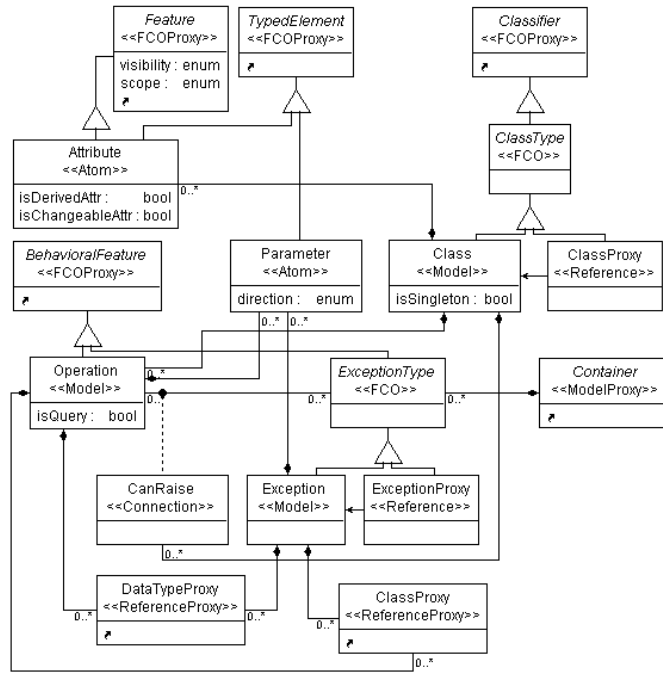 Feature
<<FCOProxy>>
visibility : enum
scope : enum
TypedElement
<<FCOProxy>>
Classifier
<<FCOProxy>>
ClassType
<<FCO>>
Attribute
<<Atom>>
isDerivedAttr : bool
isChangeableAttr : bool
0..*
BehavioralFeature
<<FCOProxy>>
Parameter
<<Atom>>
direction : enum
0..*
0..*
Class
<<Model>>
isSingleton : bool
ClassProxy
<<Reference>>
Operation
<<Model>>
isQuery : bool
0..*
0..
0..*
ExceptionType
<<FCO>>
0..*
Container
<<ModelProxy>>
CanRaise
<<Connection>>
0..*
Exception
<<Model>>
ExceptionProxy
<<Reference>>
DataTypeProxy
<<ReferenceProxy>>
0..*
0..*
ClassProxy
<<ReferenceProxy>>
0..*
0..*